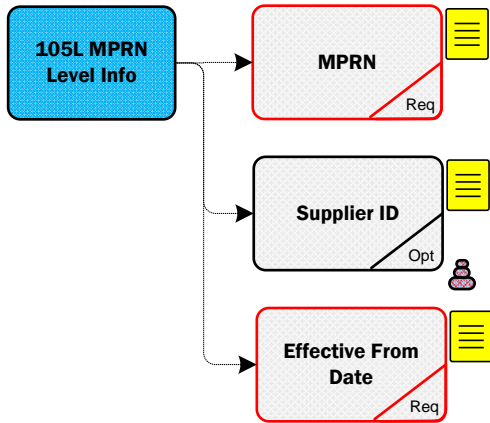 105L MPRN
Level Info
MPRN
Req
Supplier ID
Opt
Effective From
Date
Req